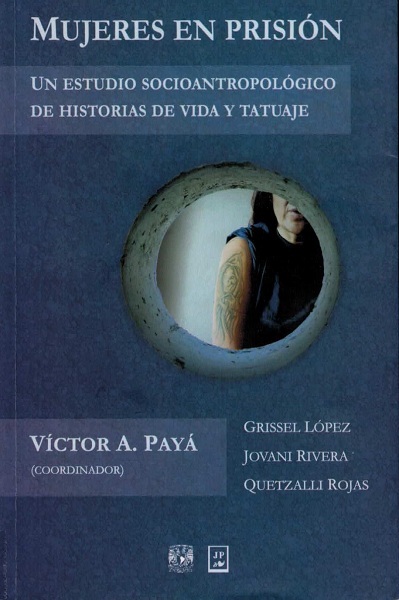 MUJERES EN PRISIÓN
UN ESTUDIO SOCIOANTROPOLÓGICO
DE HISTORIAS DE VIDA Y TATUAJE
VÍCTOR A. PAYÁ
(COORDINADOR)
GRISSEL LÓPEZ
JOVANI RIVERA
QUETZALLI ROJAS
JP